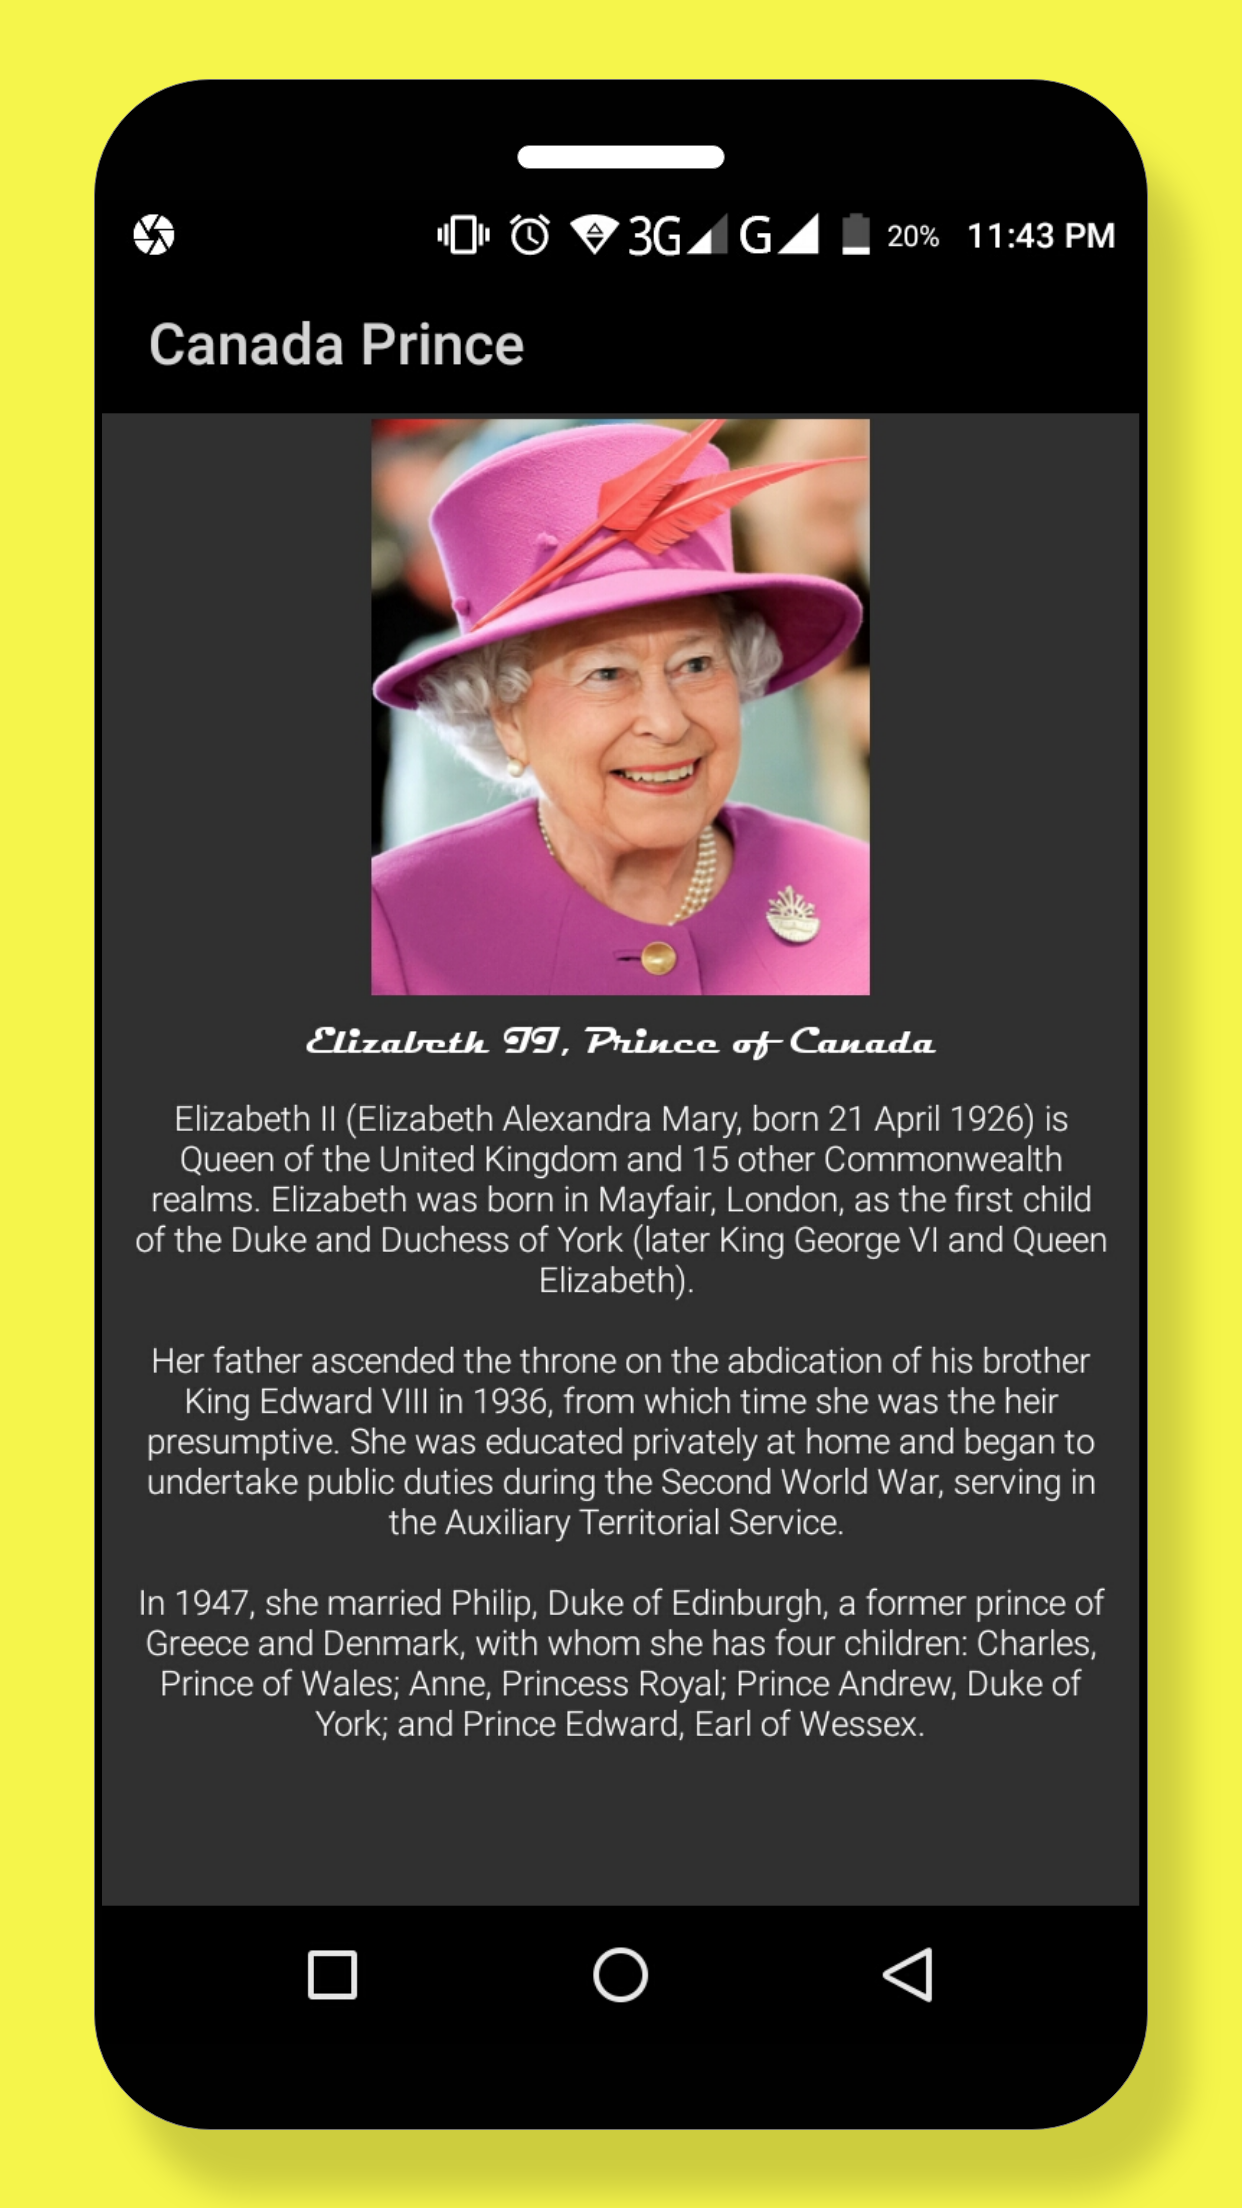 3G G 20% 11:43 PM
Canada Prince
Elizabeth II, Prince of Canada
Elizabeth II (Elizabeth Alexandra Mary, born 21 April 1926) is
Queen of the United Kingdom and 15 other Commonwealth
realms. Elizabeth was born in Mayfair, London, as the first child
of the Duke and Duchess of York (later King George VI and Queen
Elizabeth).
Her father ascended the throne on the abdication of his brother
King Edward VIII in 1936, from which time she was the heir
presumptive. She was educated privately at home and began to
undertake public duties during the Second World War, serving in
the Auxiliary Territorial Service.
In 1947, she married Philip, Duke of Edinburgh, a former prince of
Greece and Denmark, with whom she has four children: Charles,
Prince of Wales; Anne, Princess Royal; Prince Andrew, Duke of
York; and Prince Edward, Earl of Wessex.